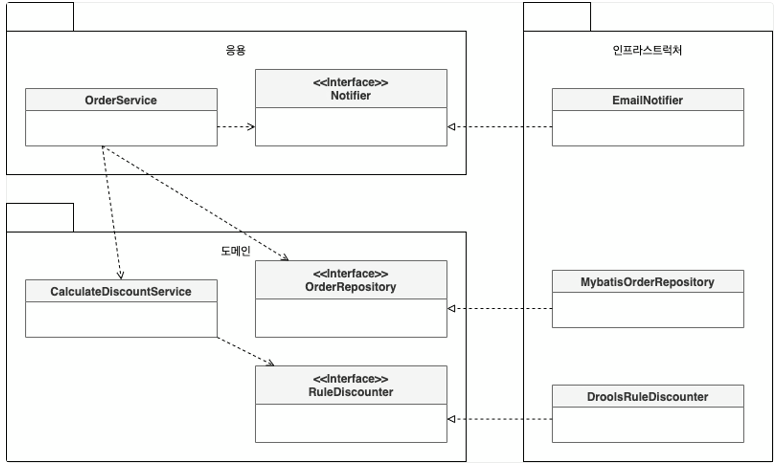 응용
인프라스트럭처
OrderService
<<Interface>>
Notifier
EmailNotifier
도메인
CalculateDiscountService
<<Interface>>
OrderRepository
MybatisOrderRepository
<<Interface>>
RuleDiscounter
DroolsRuleDiscounter